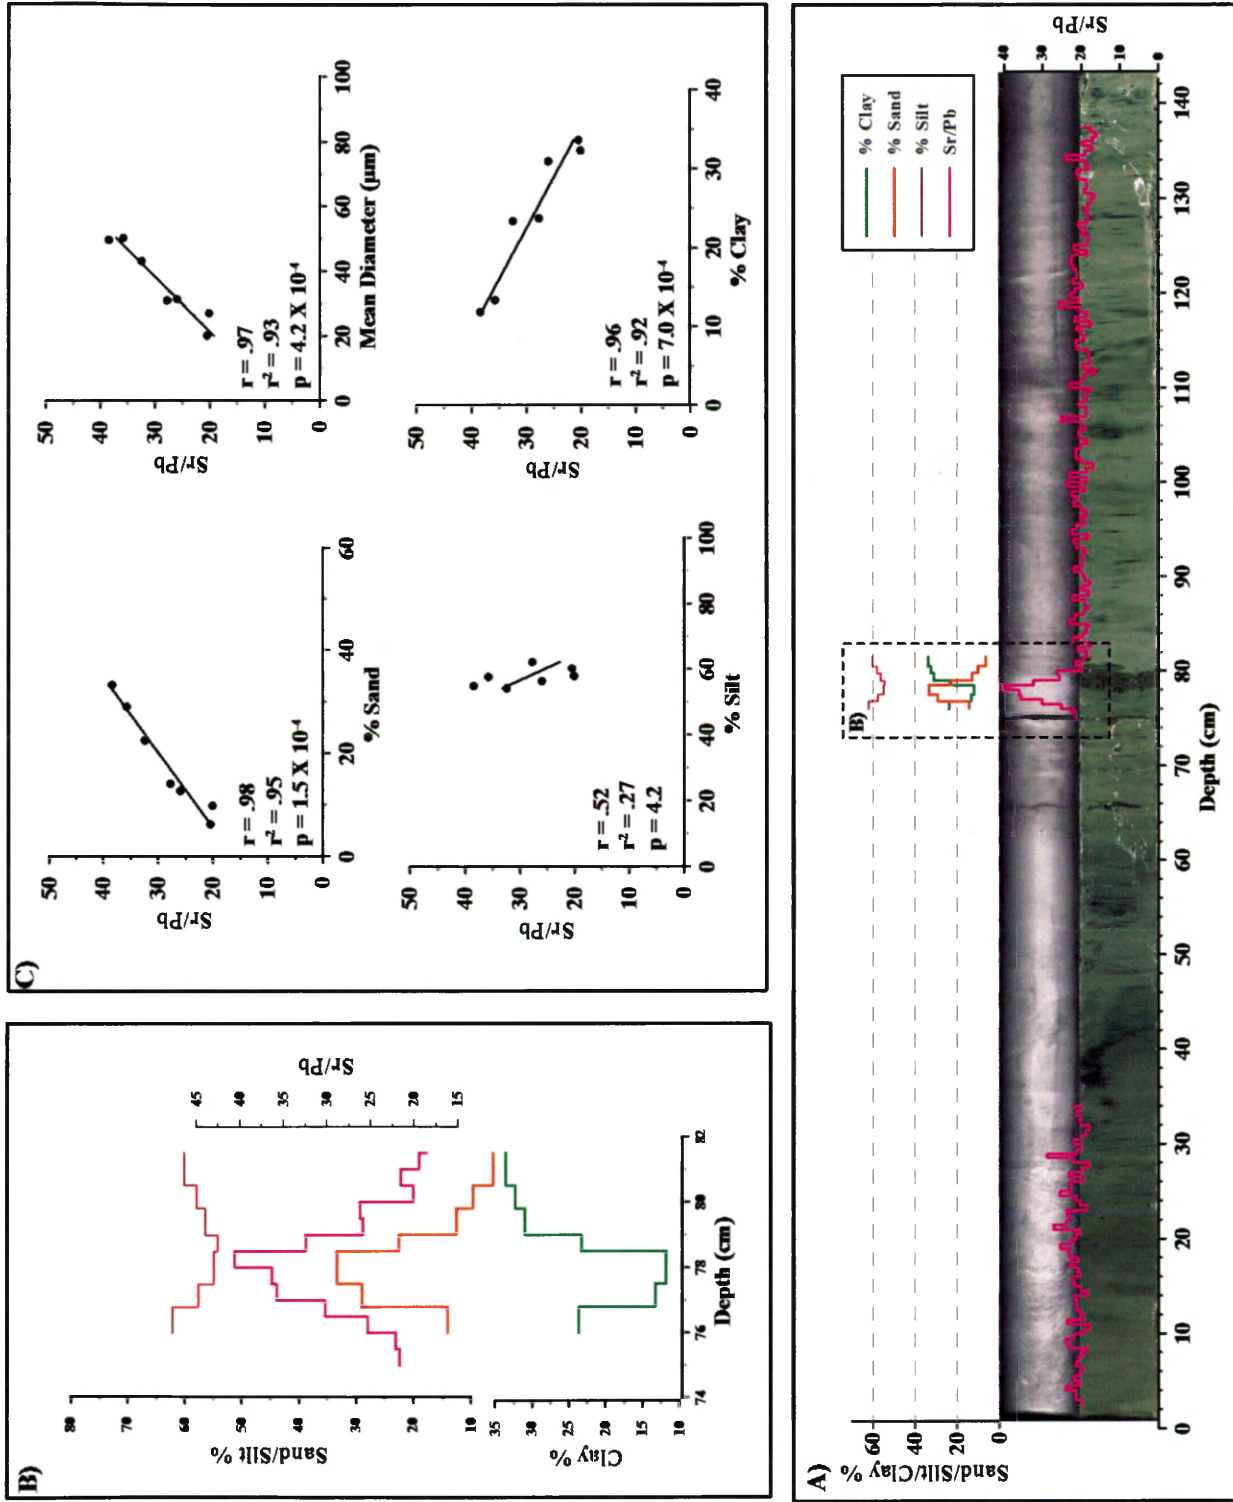 A)
Sand/Silt/Clay %
60
40
20
0
B)
% Clay
% Sand
% Silt
Sr/Pb
Sr/Pb
40
30
20
10
0
0 10 20 30 40 50 60 70 80 90 100 110 120 130 140
Depth (cm)
B)
Sand/Silt %
80
70
60
50
40
30
20
10
Clay %
35
30
25
20
15
10
Sr/Pb
45
40
35
30
25
20
15
74 76 78 80 82
Depth (cm)
C)
Sr/Pb
50
40
30
20
10
0
r = .98
r² = .95
p = 1.5 X 10⁻⁴
0 20 40 60
% Sand
Sr/Pb
50
40
30
20
10
0
r = .97
r² = .93
p = 4.2 X 10⁻⁴
0 20 40 60 80 100
Mean Diameter (µm)
Sr/Pb
50
40
30
20
10
0
r = .52
r² = .27
p = 4.2
0 20 40 60 80 100
% Silt
Sr/Pb
50
40
30
20
10
0
r = .96
r² = .92
p = 7.0 X 10⁻⁴
0 10 20 30 40
% Clay